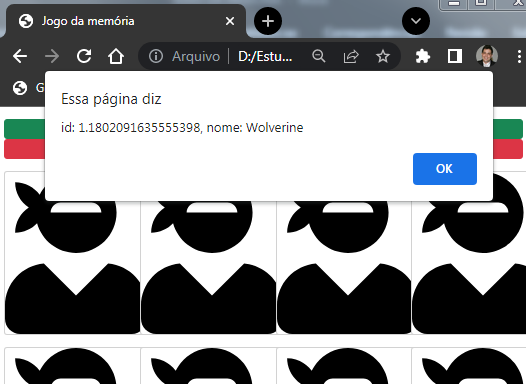 Jogo da memória
Arquivo | D:/Estu...
G
Essa página diz
id: 1.1802091635555398, nome: Wolverine
OK